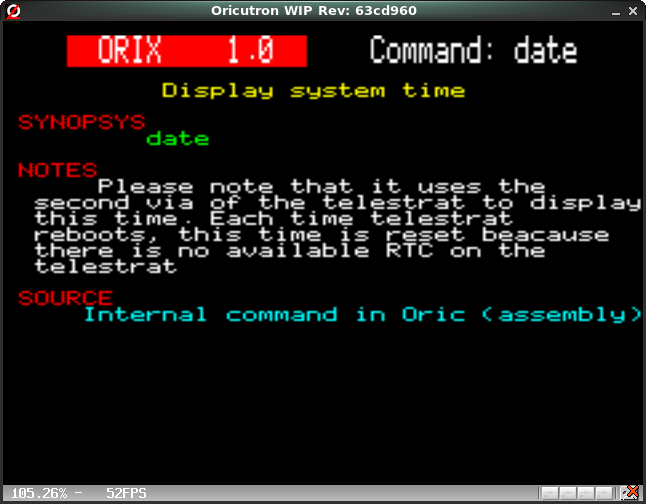 Oricutron WIP Rev: 63cd960
ORIX 1.0 Command: date
Display system time
SYNOPSYS
date
NOTES
Please note that it uses the
second via of the telestrat to display
this time. Each time telestrat
reboots, this time is reset beacause
there is no available RTC on the
telestrat
SOURCE
Internal command in Oric (assembly)
105.26% - 52FPS